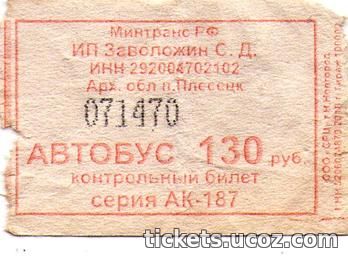 Минтранс РФ
ИП Заволожин С. Д.
ИНН 292004702102
Арх. обл п.Плесецк
071470
АВТОБУС 130 руб.
контрольный билет
серия АК-187
http://tickets.ucoz.com